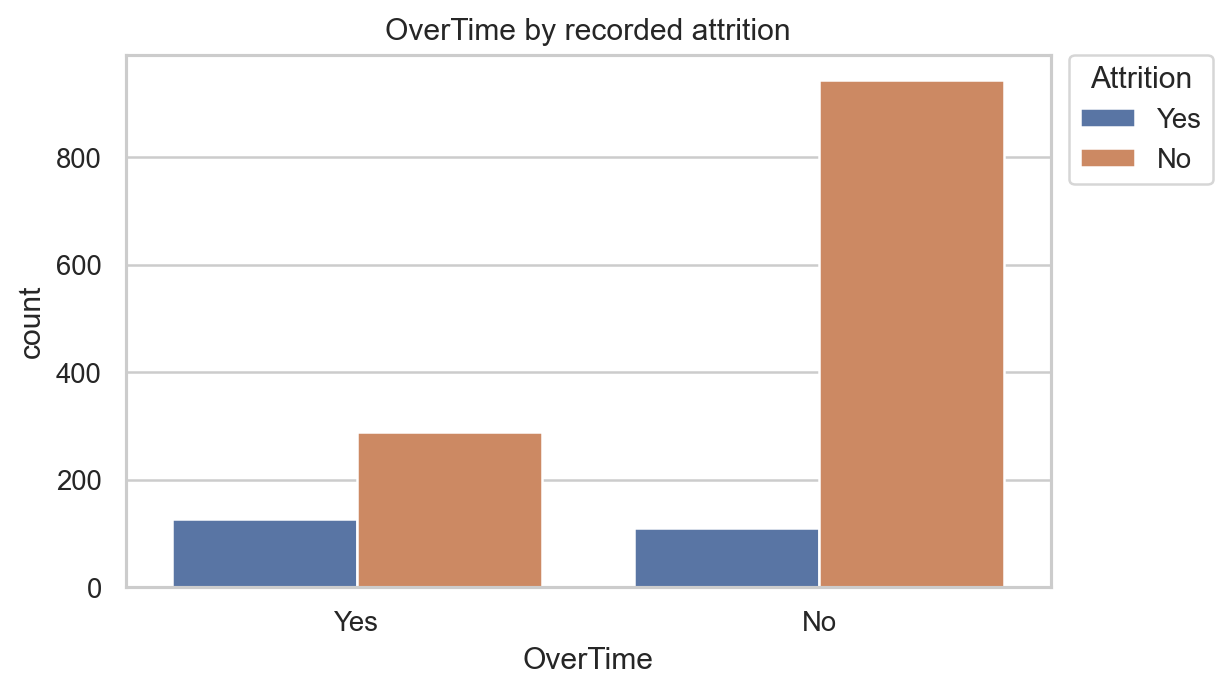 OverTime by recorded attrition
Attrition
Yes
No
800
600
400
200
0
count
Yes
No
OverTime